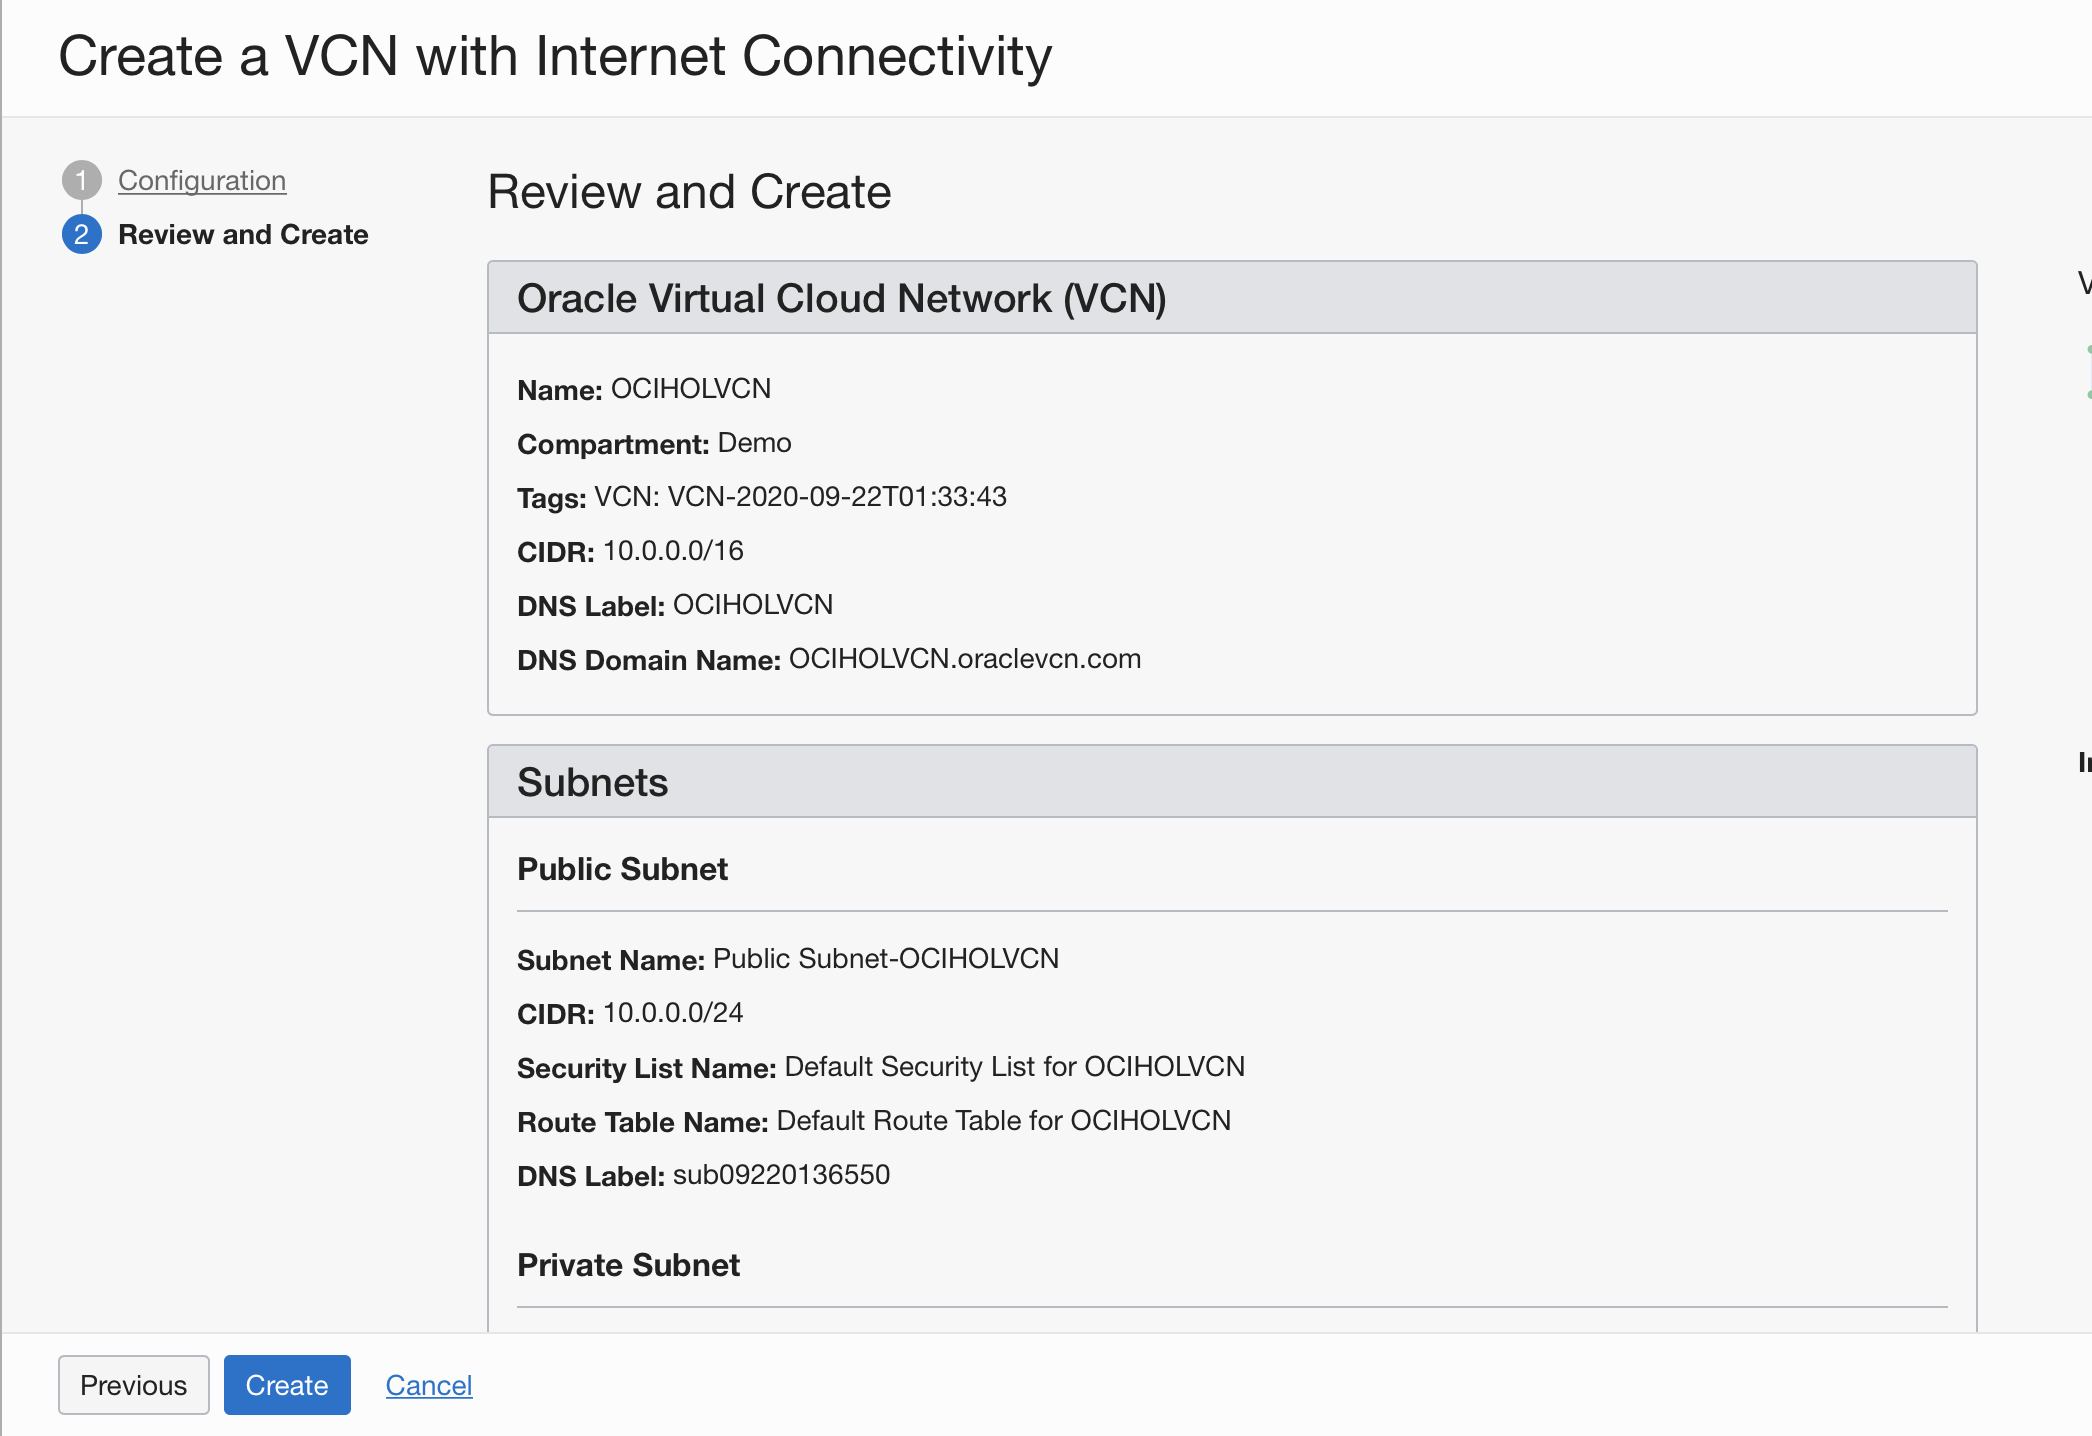 Create a VCN with Internet Connectivity
1 Configuration
2 Review and Create
Review and Create
Oracle Virtual Cloud Network (VCN)
Name: OCIHOLVCN
Compartment: Demo
Tags: VCN: VCN-2020-09-22T01:33:43
CIDR: 10.0.0.0/16
DNS Label: OCIHOLVCN
DNS Domain Name: OCIHOLVCN.oraclevcn.com
Subnets
Public Subnet
Subnet Name: Public Subnet-OCIHOLVCN
CIDR: 10.0.0.0/24
Security List Name: Default Security List for OCIHOLVCN
Route Table Name: Default Route Table for OCIHOLVCN
DNS Label: sub09220136550
Private Subnet
Previous Create Cancel